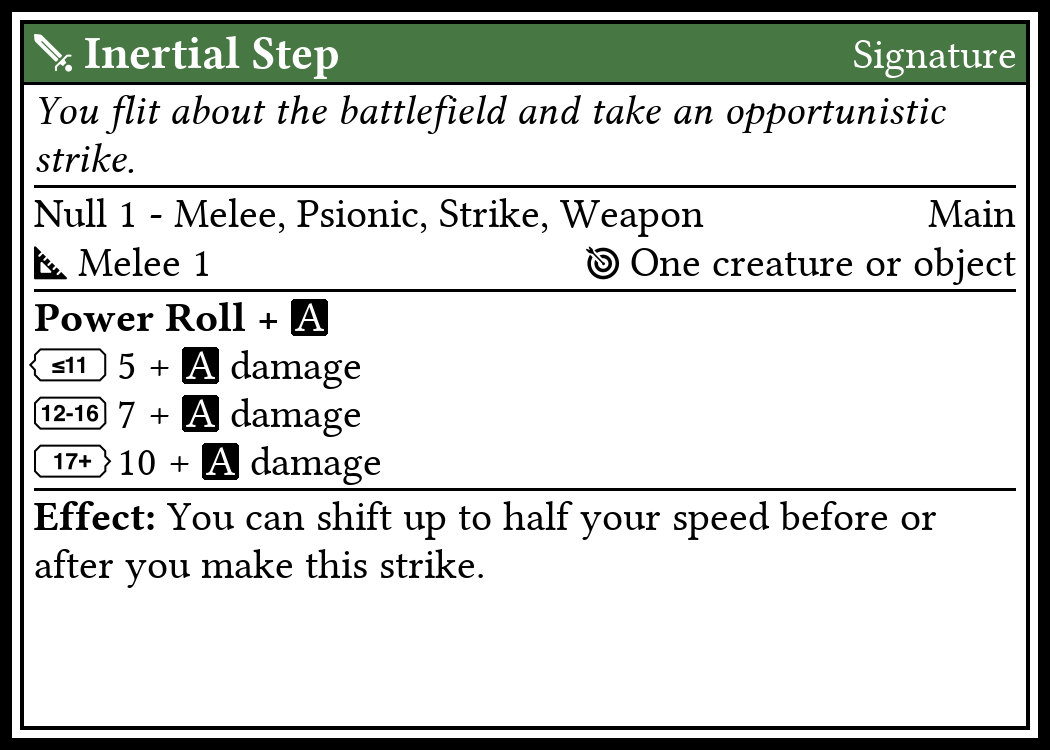 Inertial Step Signature
You flit about the battlefield and take an opportunistic
strike.
Null 1 - Melee, Psionic, Strike, Weapon Main
Melee 1 One creature or object
Power Roll + A
≤11 5 + A damage
12-16 7 + A damage
17+ 10 + A damage
Effect: You can shift up to half your speed before or
after you make this strike.